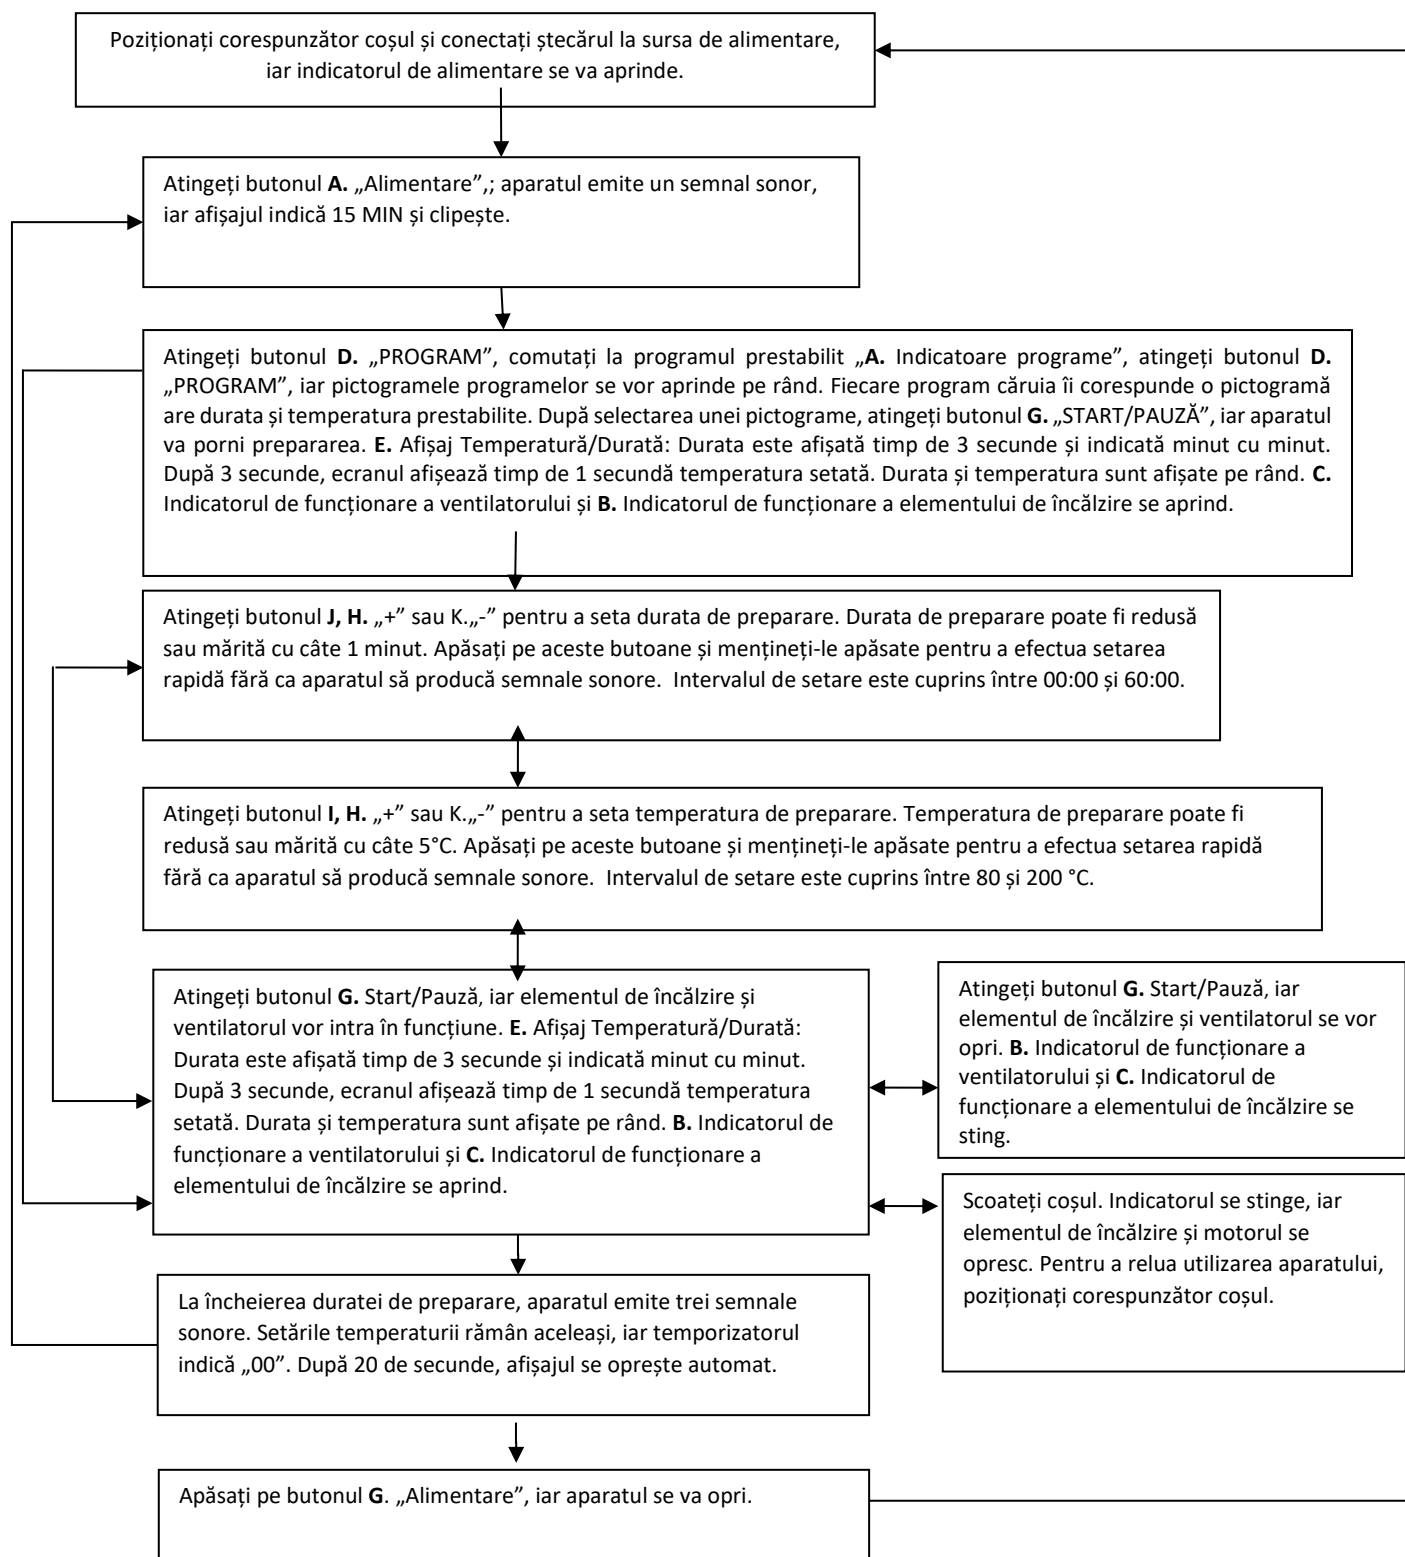 Poziționați corespunzător coșul și conectați ștecărul la sursa de alimentare,
iar indicatorul de alimentare se va aprinde.
Atingeți butonul A. „Alimentare”,; aparatul emite un semnal sonor,
iar afișajul indică 15 MIN și clipește.
Atingeți butonul D. „PROGRAM”, comutați la programul prestabilit „A. Indicatoare programe”, atingeți butonul D.
„PROGRAM”, iar pictogramele programelor se vor aprinde pe rând. Fiecare program căruia îi corespunde o pictogramă
are durata și temperatura prestabilite. După selectarea unei pictograme, atingeți butonul G. „START/PAUZĂ”, iar aparatul
va porni prepararea. E. Afișaj Temperatură/Durată: Durata este afișată timp de 3 secunde și indicată minut cu minut.
După 3 secunde, ecranul afișează timp de 1 secundă temperatura setată. Durata și temperatura sunt afișate pe rând. C.
Indicatorul de funcționare a ventilatorului și B. Indicatorul de funcționare a elementului de încălzire se aprind.
Atingeți butonul J, H. „+” sau K.„-” pentru a seta durata de preparare. Durata de preparare poate fi redusă
sau mărită cu câte 1 minut. Apăsați pe aceste butoane și mențineți-le apăsate pentru a efectua setarea
rapidă fără ca aparatul să producă semnale sonore. Intervalul de setare este cuprins între 00:00 și 60:00.
Atingeți butonul I, H. „+” sau K.„-” pentru a seta temperatura de preparare. Temperatura de preparare poate fi
redusă sau mărită cu câte 5°C. Apăsați pe aceste butoane și mențineți-le apăsate pentru a efectua setarea rapidă
fără ca aparatul să producă semnale sonore. Intervalul de setare este cuprins între 80 și 200 °C.
Atingeți butonul G. Start/Pauză, iar elementul de încălzire și
ventilatorul vor intra în funcțiune. E. Afișaj Temperatură/Durată:
Durata este afișată timp de 3 secunde și indicată minut cu minut.
După 3 secunde, ecranul afișează timp de 1 secundă temperatura
setată. Durata și temperatura sunt afișate pe rând. B. Indicatorul de
funcționare a ventilatorului și C. Indicatorul de funcționare a
elementului de încălzire se aprind.
Atingeți butonul G. Start/Pauză, iar
elementul de încălzire și ventilatorul se vor
opri. B. Indicatorul de funcționare a
ventilatorului și C. Indicatorul de
funcționare a elementului de încălzire se
sting.
Scoateți coșul. Indicatorul se stinge, iar
elementul de încălzire și motorul se
opresc. Pentru a relua utilizarea aparatului,
poziționați corespunzător coșul.
La încheierea duratei de preparare, aparatul emite trei semnale
sonore. Setările temperaturii rămân aceleași, iar temporizatorul
indică „00”. După 20 de secunde, afișajul se oprește automat.
Apăsați pe butonul G. „Alimentare”, iar aparatul se va opri.